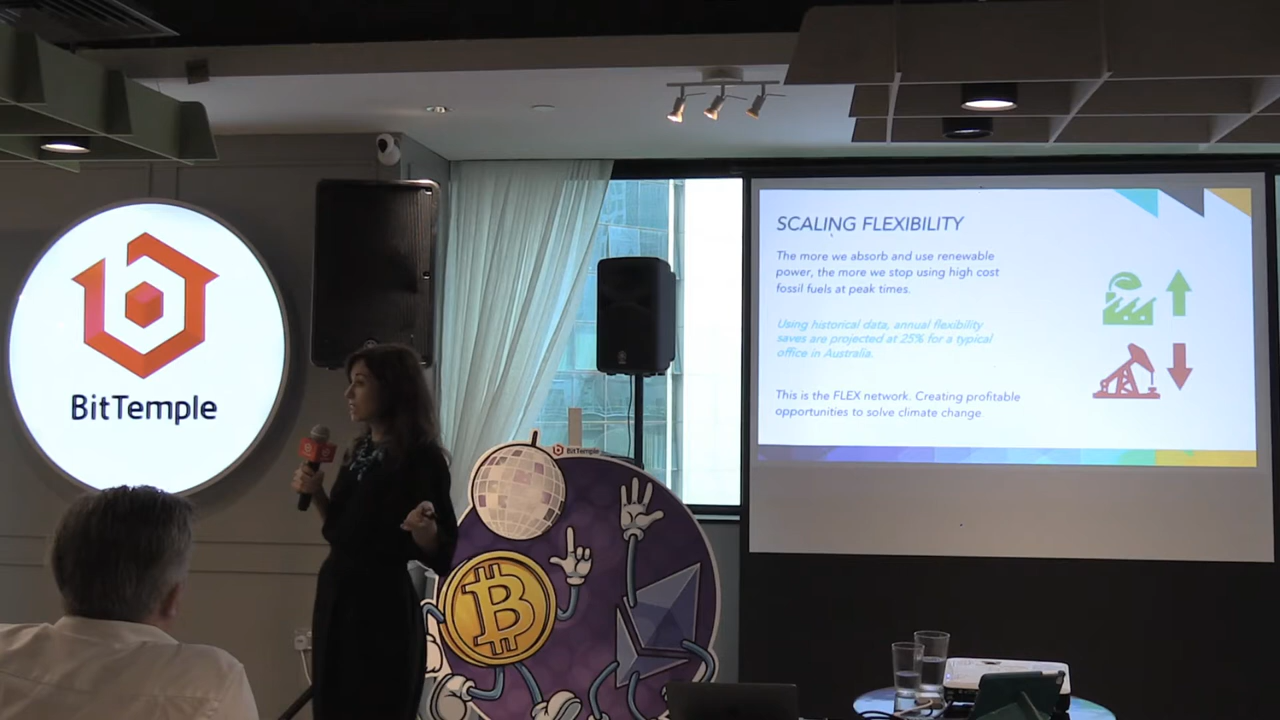 BitTemple
BitTemple
SCALING FLEXIBILITY
The more we absorb and use renewable
power, the more we stop using high cost
fossil fuels at peak times.
Using historical data, annual flexibility
saves are projected at 25% for a typical
office in Australia.
This is the FLEX network. Creating profitable
opportunities to solve climate change